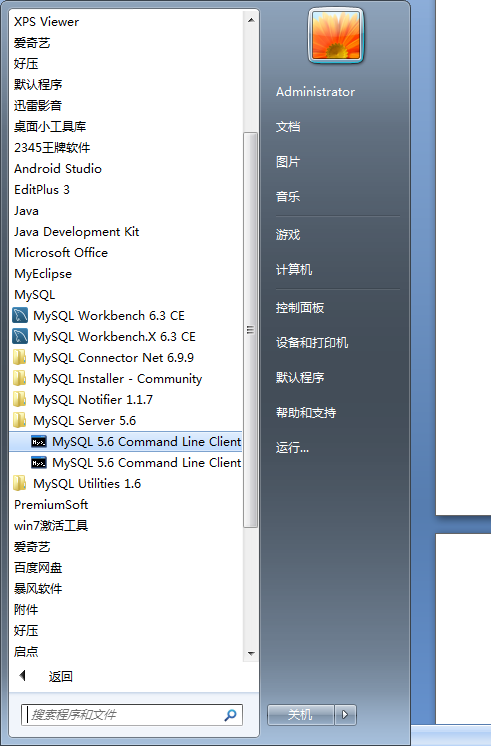 XPS Viewer
爱奇艺
好压
默认程序
迅雷影音
桌面小工具库
2345王牌软件
Android Studio
EditPlus 3
Java
Java Development Kit
Microsoft Office
MyEclipse
MySQL
MySQL Workbench 6.3 CE
MySQL Workbench.X 6.3 CE
MySQL Connector Net 6.9.9
MySQL Installer - Community
MySQL Notifier 1.1.7
MySQL Server 5.6
MySQL 5.6 Command Line Client
MySQL 5.6 Command Line Client
MySQL Utilities 1.6
PremiumSoft
win7激活工具
爱奇艺
百度网盘
暴风软件
附件
好压
启点
返回
搜索程序和文件
Administrator
文档
图片
音乐
游戏
计算机
控制面板
设备和打印机
默认程序
帮助和支持
运行...
关机